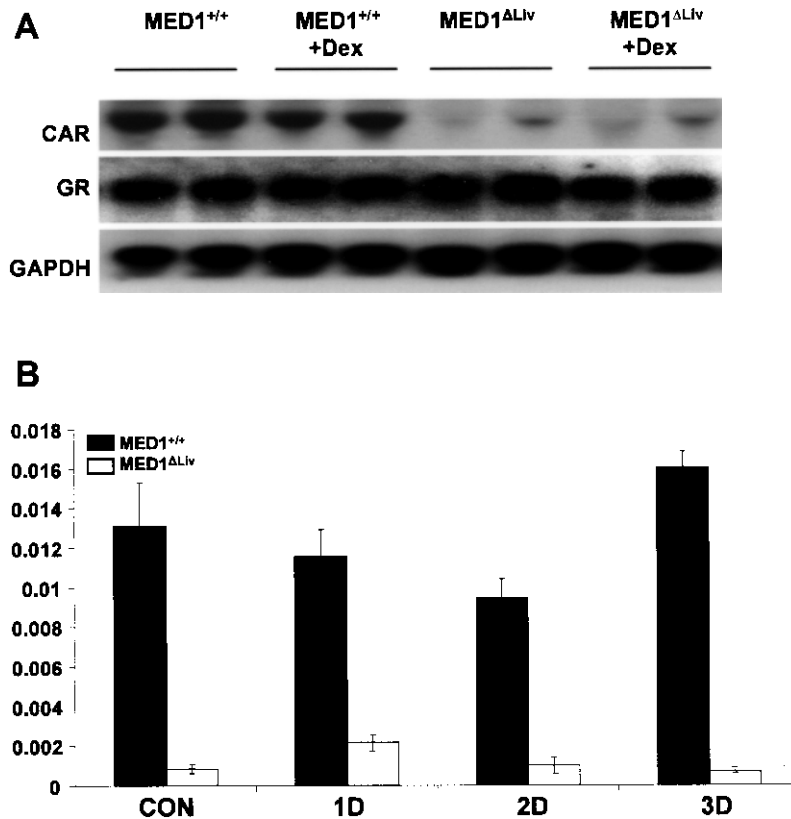 A
MED1+/+ MED1+/+ +Dex MED1ΔLiv MED1ΔLiv +Dex
CAR
GR
GAPDH
B
MED1+/+
MED1ΔLiv
0.018
0.016
0.014
0.012
0.01
0.008
0.006
0.004
0.002
0
CON 1D 2D 3D